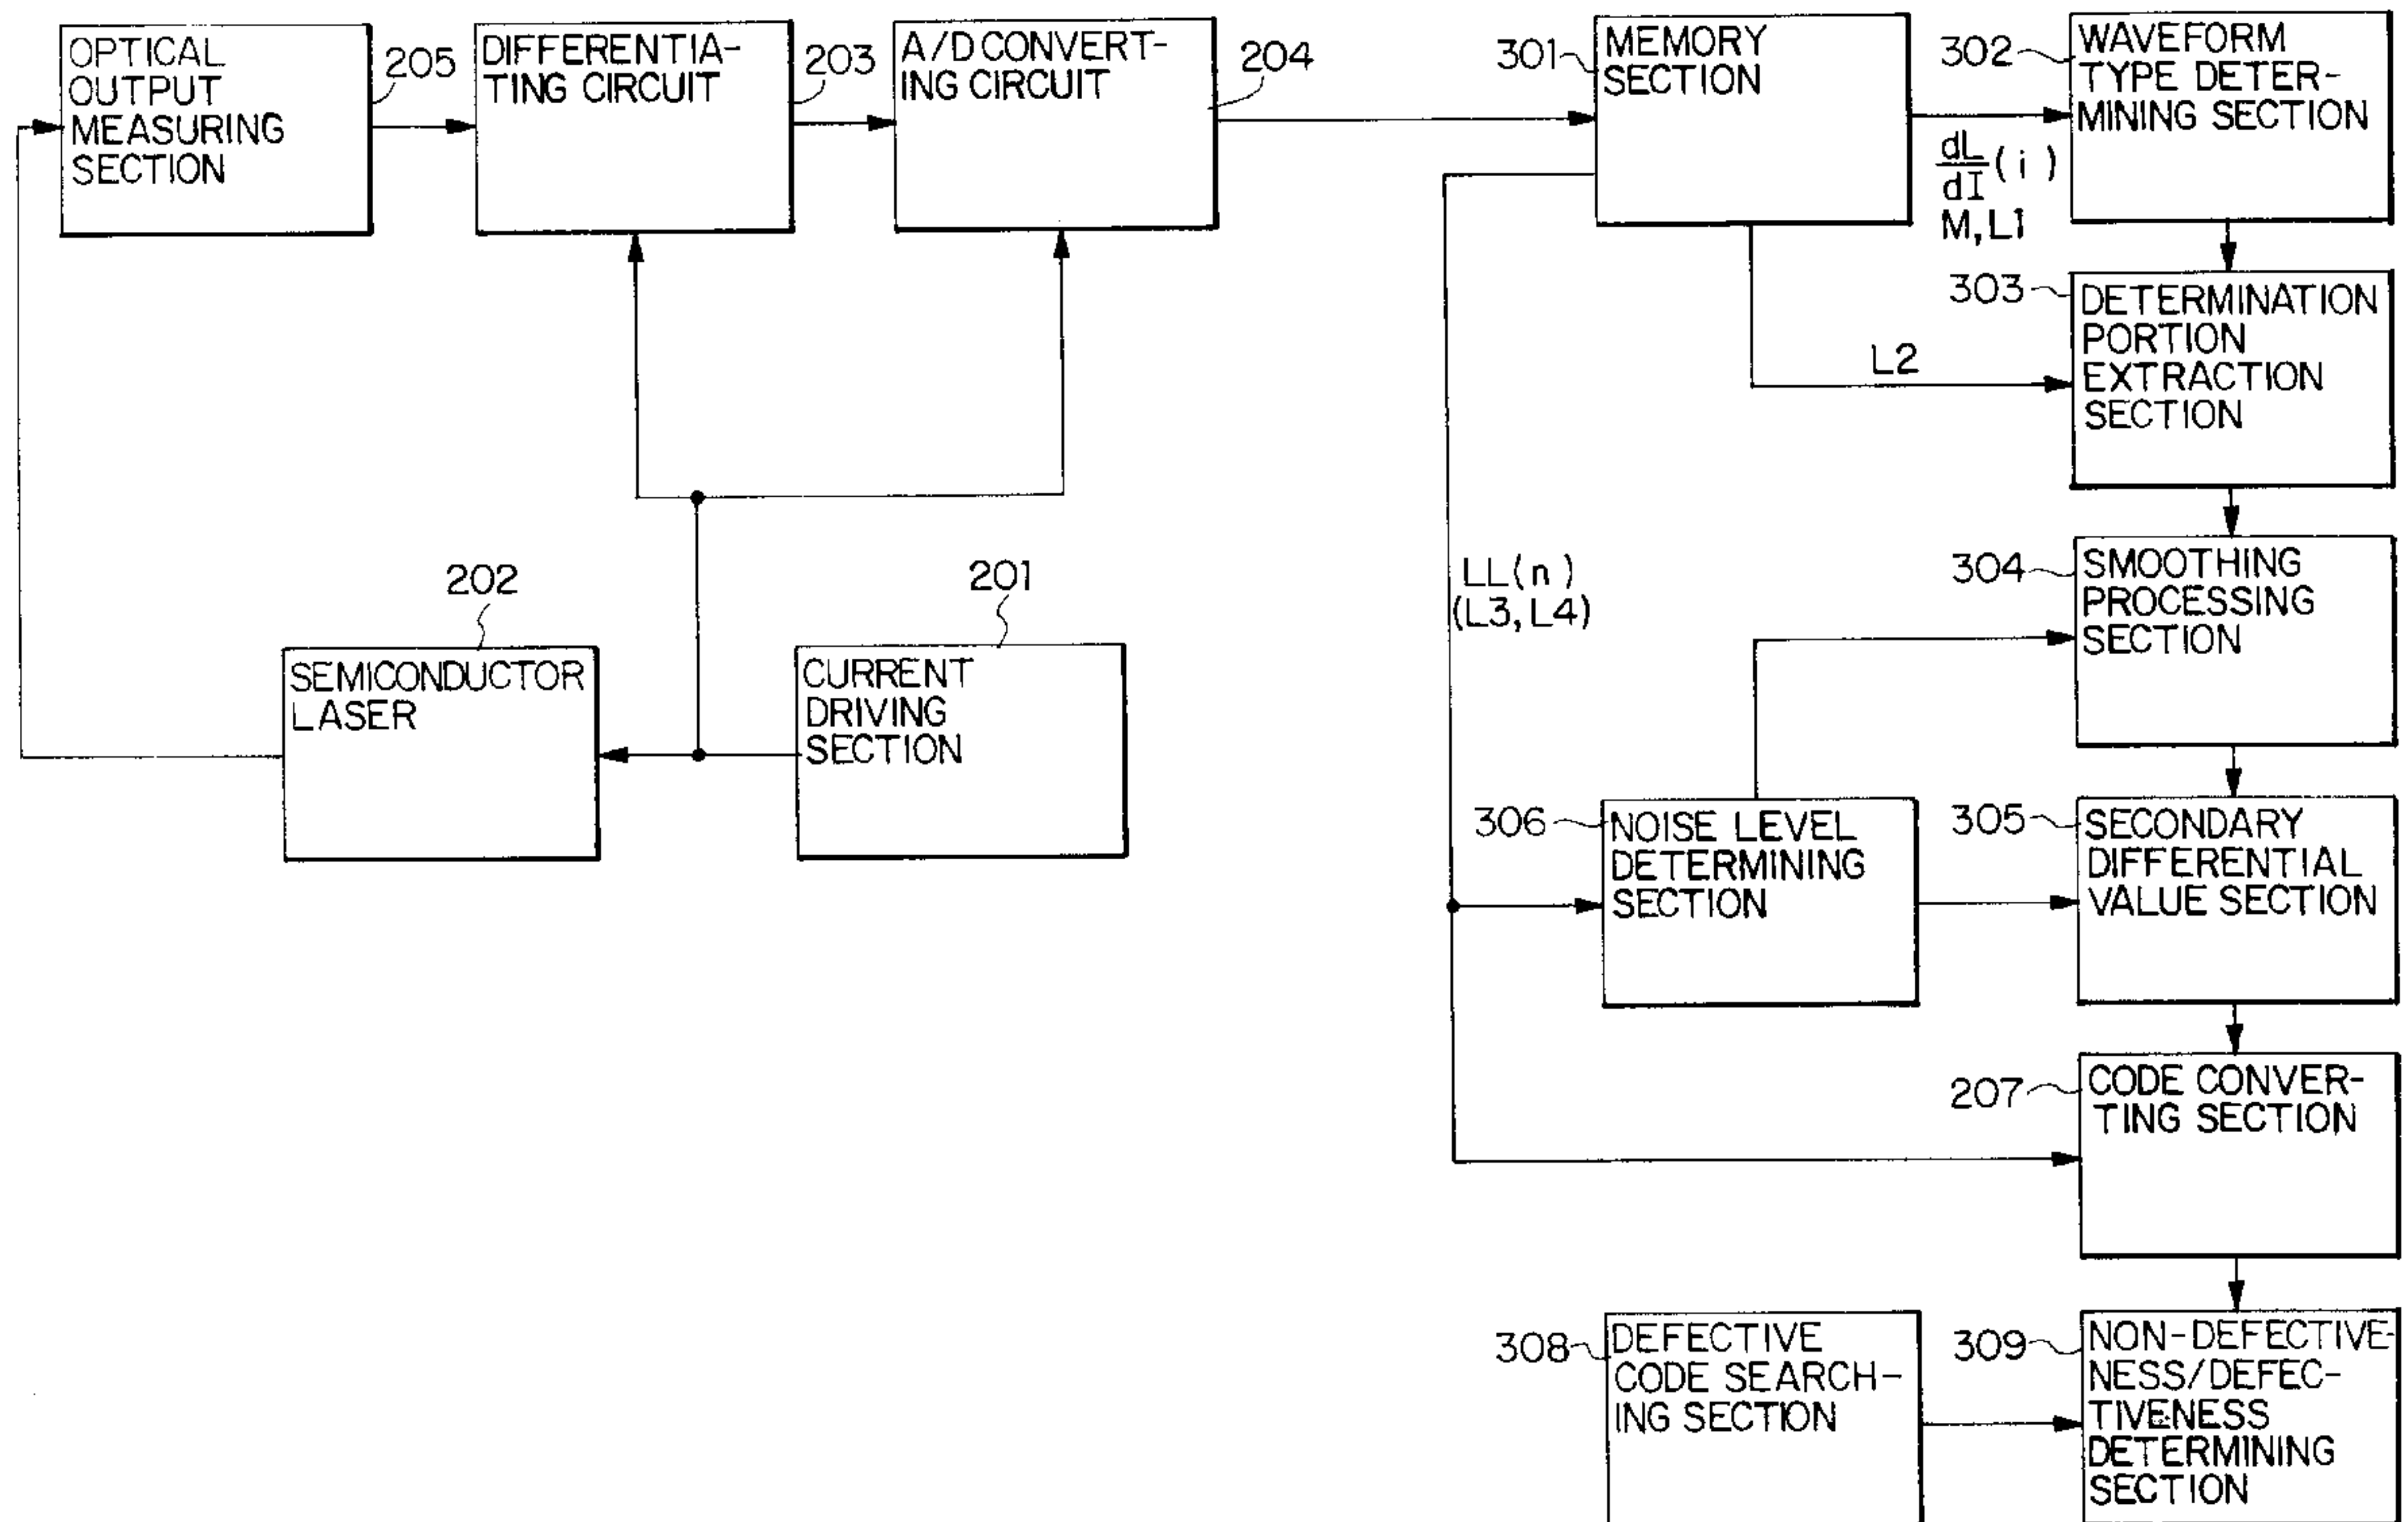 OPTICAL
OUTPUT
MEASURING
SECTION
205
DIFFERENTIA-
TING CIRCUIT
203
A/D CONVERT-
ING CIRCUIT
204
301
MEMORY
SECTION
302
WAVEFORM
TYPE DETER-
MINING SECTION
dL
dI
(i)
M, L1
303
DETERMINATION
PORTION
EXTRACTION
SECTION
L2
202
SEMICONDUCTOR
LASER
201
CURRENT
DRIVING
SECTION
LL(n)
(L3, L4)
304
SMOOTHING
PROCESSING
SECTION
306
NOISE LEVEL
DETERMINING
SECTION
305
SECONDARY
DIFFERENTIAL
VALUE SECTION
207
CODE CONVER-
TING SECTION
308
DEFECTIVE
CODE SEARCH-
ING SECTION
309
NON-DEFECTIVE-
NESS/DEFEC-
TIVENESS
DETERMINING
SECTION